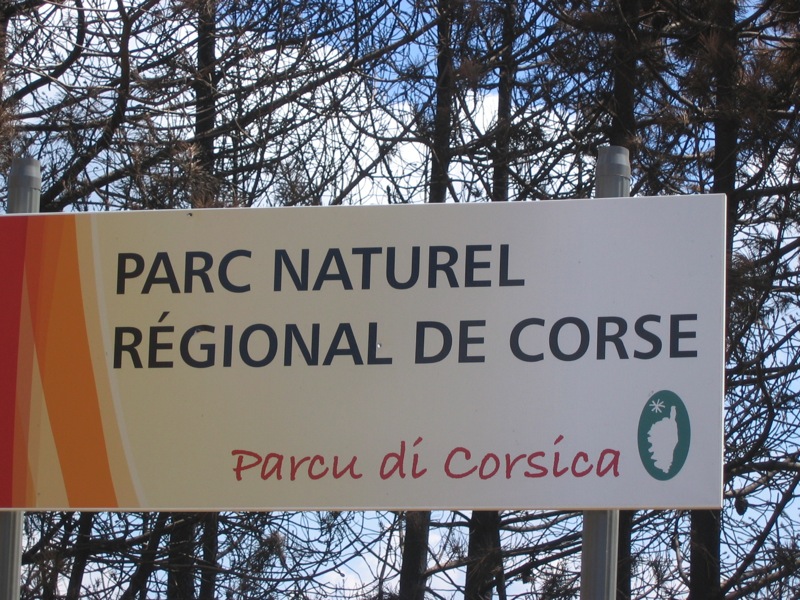 PARC NATUREL
RÉGIONAL DE CORSE
Parcu di Corsica